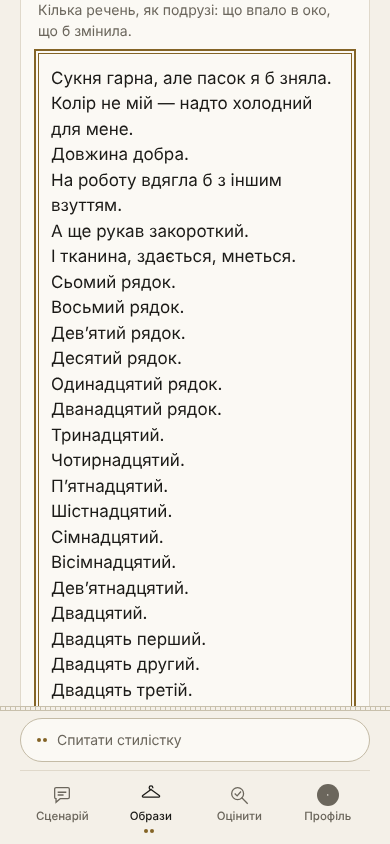 Кілька речень, як подрузі: що впало в око,
що б змінила.
Сукня гарна, але пасок я б зняла.
Колір не мій — надто холодний
для мене.
Довжина добра.
На роботу вдягла б з іншим
взуттям.
А ще рукав закороткий.
І тканина, здається, мнеться.
Сьомий рядок.
Восьмий рядок.
Дев’ятий рядок.
Десятий рядок.
Одинадцятий рядок.
Дванадцятий рядок.
Тринадцятий.
Чотирнадцятий.
П’ятнадцятий.
Шістнадцятий.
Сімнадцятий.
Вісімнадцятий.
Дев’ятнадцятий.
Двадцятий.
Двадцять перший.
Двадцять другий.
Двадцять третій.
Спитати стилістку
Сценарій Образи Оцінити Профіль